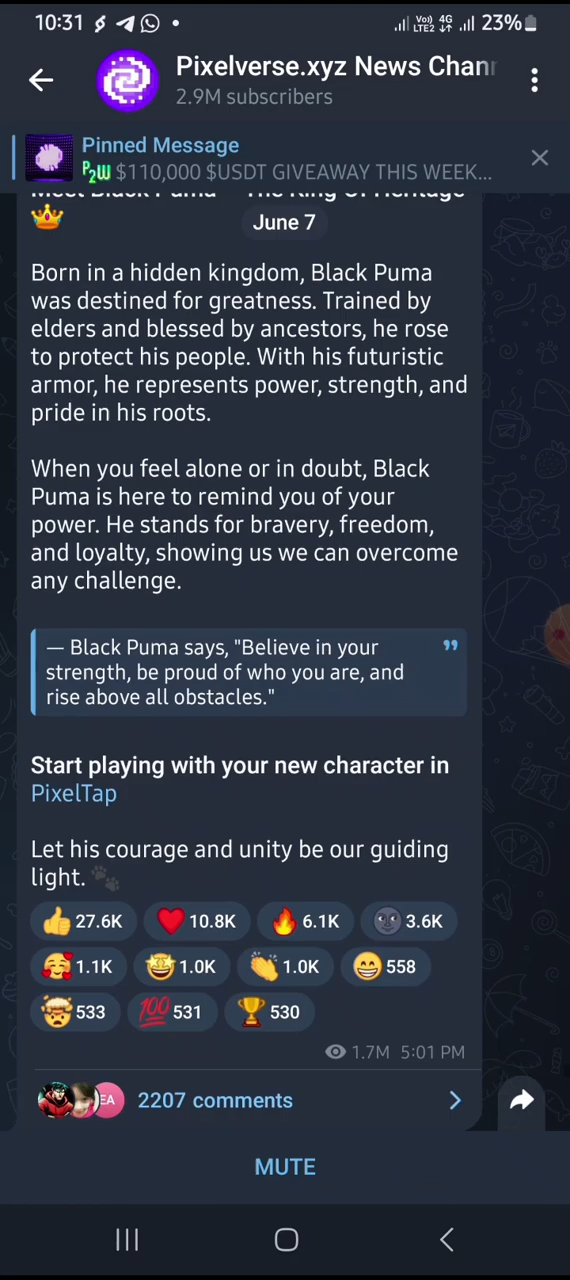 10:31
Vo)) 4G
LTE2
23%
Pixelverse.xyz News Chann
2.9M subscribers
Pinned Message
P2W $110,000 $USDT GIVEAWAY THIS WEEK...
Meet Black Puma — The King Of Heritage
👑
June 7
Born in a hidden kingdom, Black Puma
was destined for greatness. Trained by
elders and blessed by ancestors, he rose
to protect his people. With his futuristic
armor, he represents power, strength, and
pride in his roots.
When you feel alone or in doubt, Black
Puma is here to remind you of your
power. He stands for bravery, freedom,
and loyalty, showing us we can overcome
any challenge.
— Black Puma says, "Believe in your
strength, be proud of who you are, and
rise above all obstacles."
Start playing with your new character in
PixelTap
Let his courage and unity be our guiding
light. 🐾
👍 27.6K ❤️ 10.8K 🔥 6.1K 🌚 3.6K
🥰 1.1K 🤩 1.0K 👏 1.0K 😁 558
🤯 533 💯 531 🏆 530
1.7M 5:01 PM
EA 2207 comments
MUTE